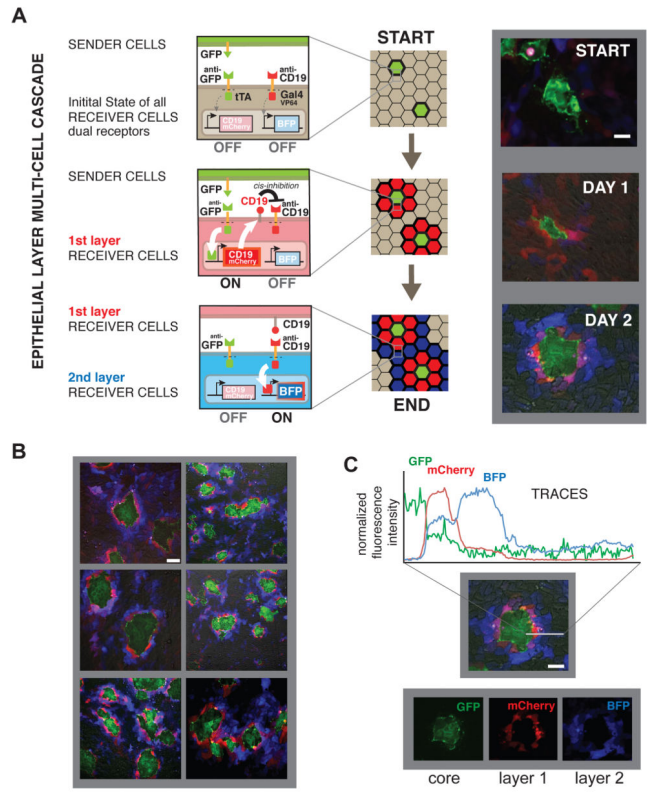 A
EPITHELIAL LAYER MULTI-CELL CASCADE
SENDER CELLS
GFP
anti-
GFP
anti-
CD19
tTA
Gal4
VP64
Initital State of all
RECEIVER CELLS
dual receptors
CD19
mCherry
BFP
OFF OFF
START
START
SENDER CELLS
GFP
anti-
GFP
cis-inhibition
CD19
anti-
CD19
1st layer
RECEIVER CELLS
CD19
mCherry
BFP
ON OFF
DAY 1
1st layer
RECEIVER CELLS
CD19
anti-
GFP
anti-
CD19
2nd layer
RECEIVER CELLS
CD19
mCherry
BFP
OFF ON
END
DAY 2
B
C
GFP
mCherry
BFP
TRACES
normalized
fluorescence
intensity
GFP
mCherry
BFP
core
layer 1
layer 2